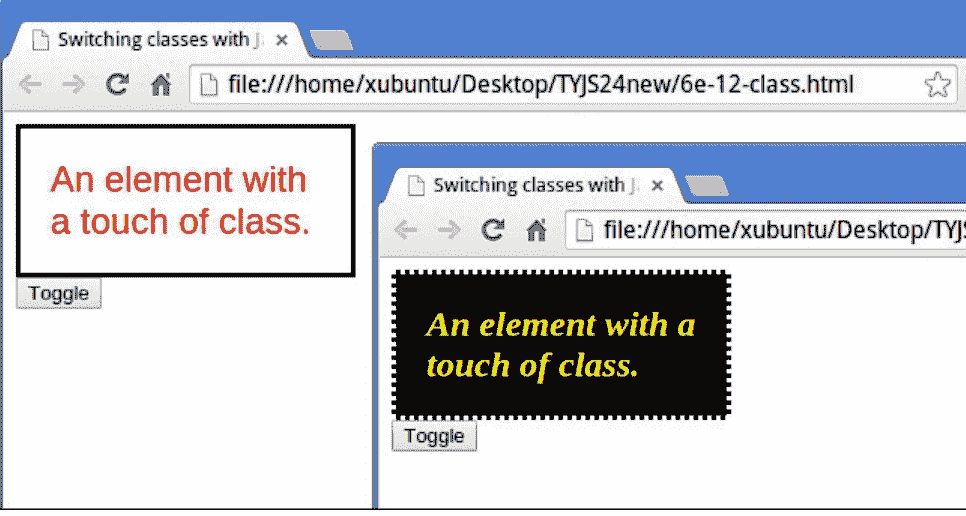 Switching classes with
file:///home/xubuntu/Desktop/TYJS24new/6e-12-class.html
An element with
a touch of class.
Toggle
Switching classes with
file:///home/xubuntu/Desktop/TYJS
An element with a
touch of class.
Toggle